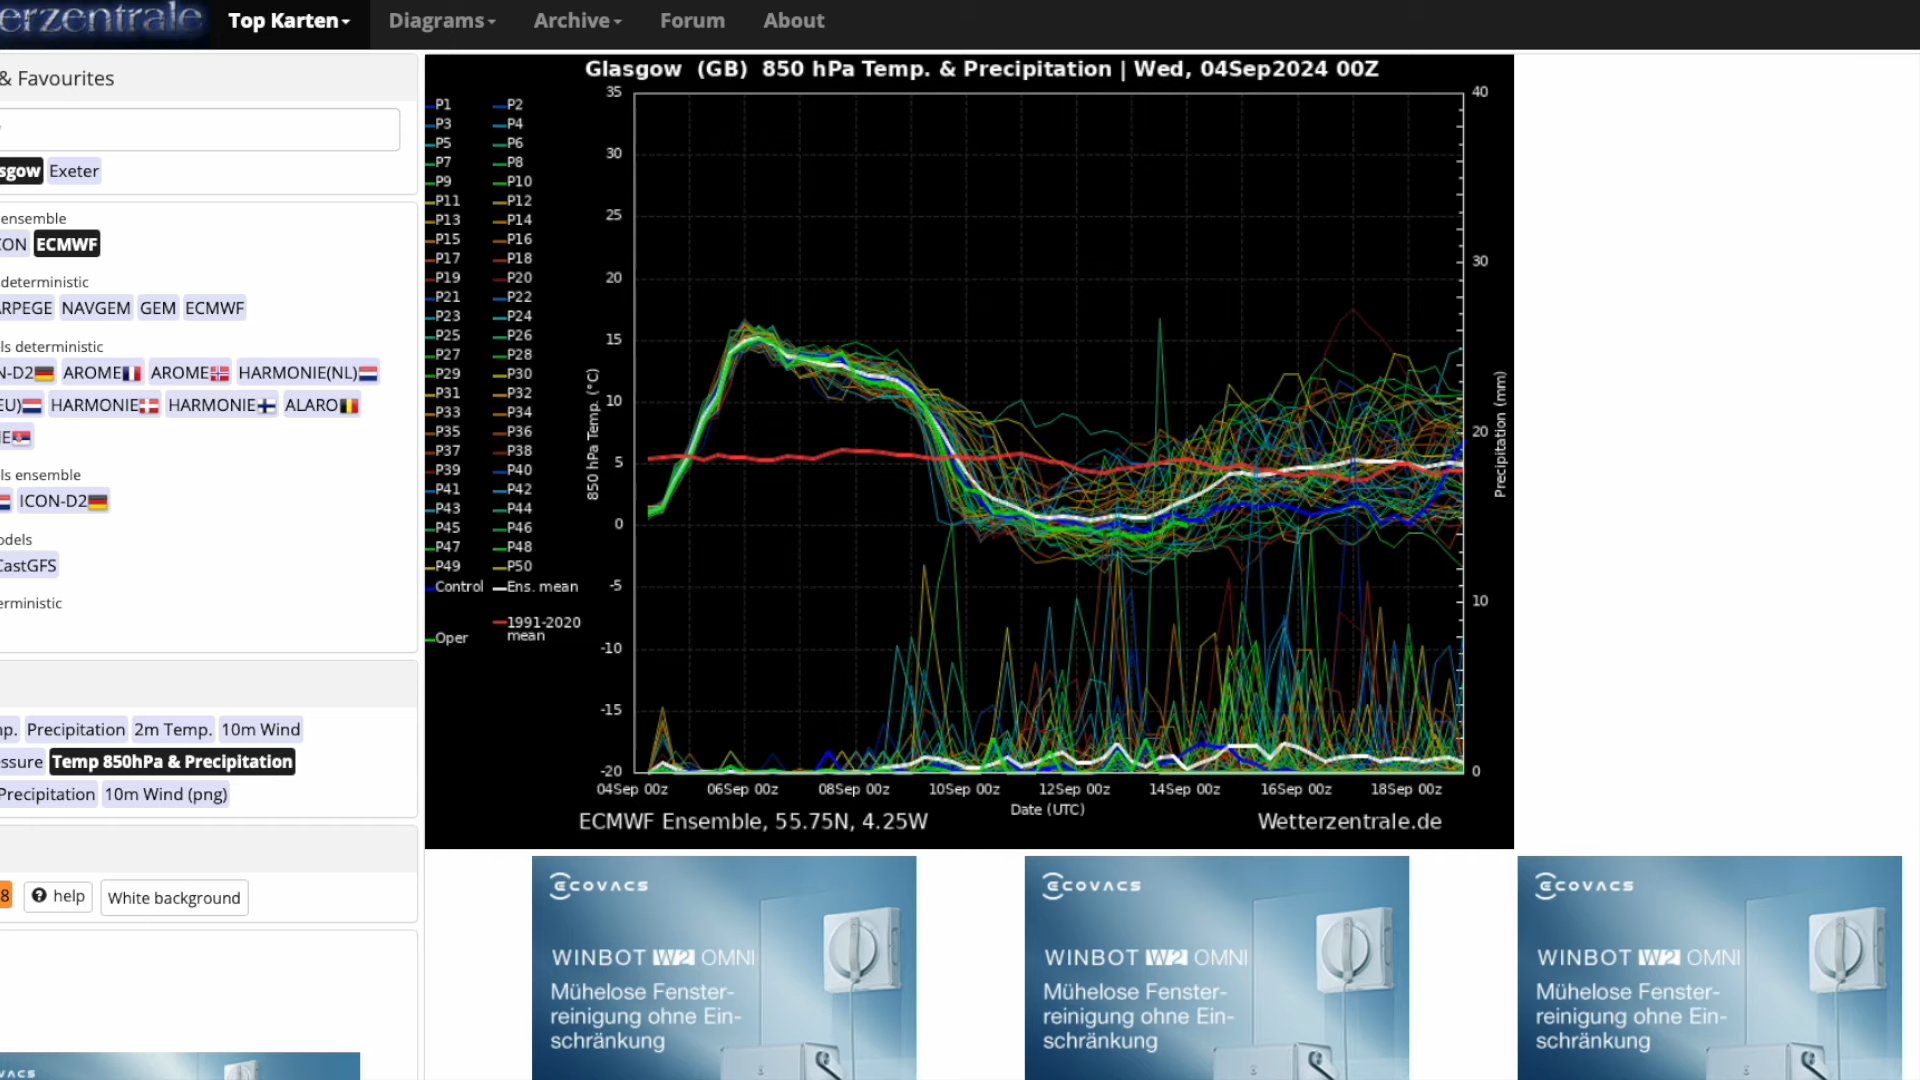 erzentrale
Top Karten
Diagrams
Archive
Forum
About
& Favourites
sgow Exeter
ensemble
CON ECMWF
deterministic
ARPEGE NAVGEM GEM ECMWF
ls deterministic
N-D2 AROME AROME HARMONIE(NL)
EU) HARMONIE HARMONIE ALARO
IE
ls ensemble
ICON-D2
odels
CastGFS
erministic
np. Precipitation 2m Temp. 10m Wind
essure Temp 850hPa & Precipitation
Precipitation 10m Wind (png)
8 help White background
Glasgow (GB) 850 hPa Temp. & Precipitation | Wed, 04Sep2024 00Z
P1 P2
P3 P4
P5 P6
P7 P8
P9 P10
P11 P12
P13 P14
P15 P16
P17 P18
P19 P20
P21 P22
P23 P24
P25 P26
P27 P28
P29 P30
P31 P32
P33 P34
P35 P36
P37 P38
P39 P40
P41 P42
P43 P44
P45 P46
P47 P48
P49 P50
Control Ens. mean
1991-2020
mean
Oper
850 hPa Temp. (°C)
35
30
25
20
15
10
5
0
-5
-10
-15
-20
40
30
20
10
0
Precipitation (mm)
04Sep 00z 06Sep 00z 08Sep 00z 10Sep 00z 12Sep 00z 14Sep 00z 16Sep 00z 18Sep 00z
Date (UTC)
ECMWF Ensemble, 55.75N, 4.25W
Wetterzentrale.de
ECOVACS
WINBOT W2 OMNI
Mühelose Fenster-
reinigung ohne Ein-
schränkung
ECOVACS
WINBOT W2 OMNI
Mühelose Fenster-
reinigung ohne Ein-
schränkung
ECOVACS
WINBOT W2 OMNI
Mühelose Fenster-
reinigung ohne Ein-
schränkung
VACS